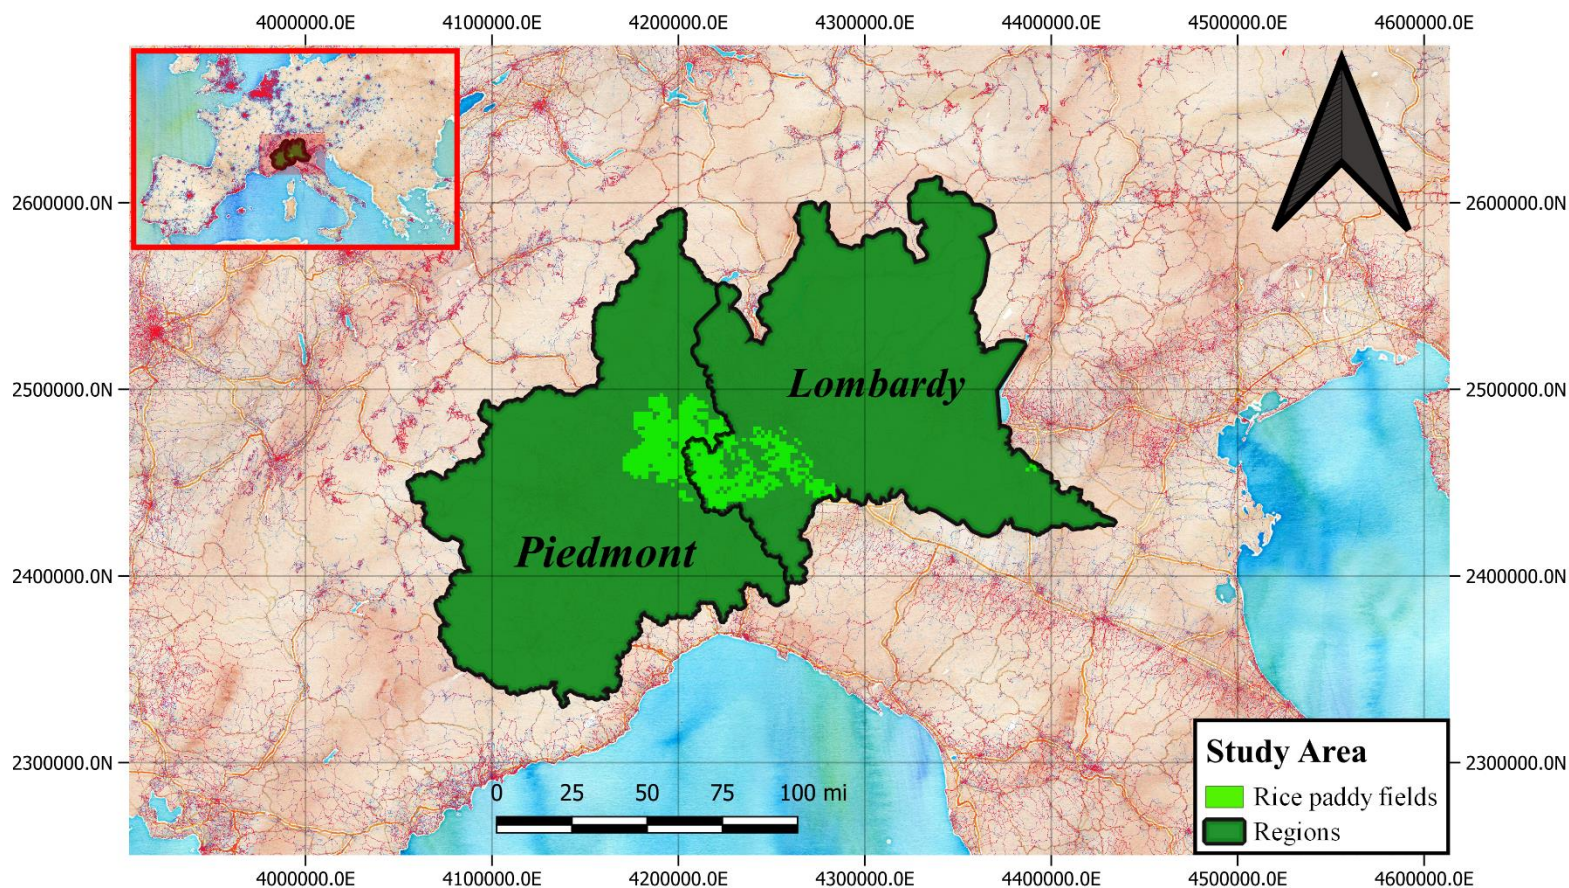 4000000.0E 4100000.0E 4200000.0E 4300000.0E 4400000.0E 4500000.0E 4600000.0E
2600000.0N 2600000.0N
Lombardy
2500000.0N 2500000.0N
Piedmont
2400000.0N 2400000.0N
Study Area
2300000.0N 2300000.0N
0 25 50 75 100 mi
Rice paddy fields
Regions
4000000.0E 4100000.0E 4200000.0E 4300000.0E 4400000.0E 4500000.0E 4600000.0E